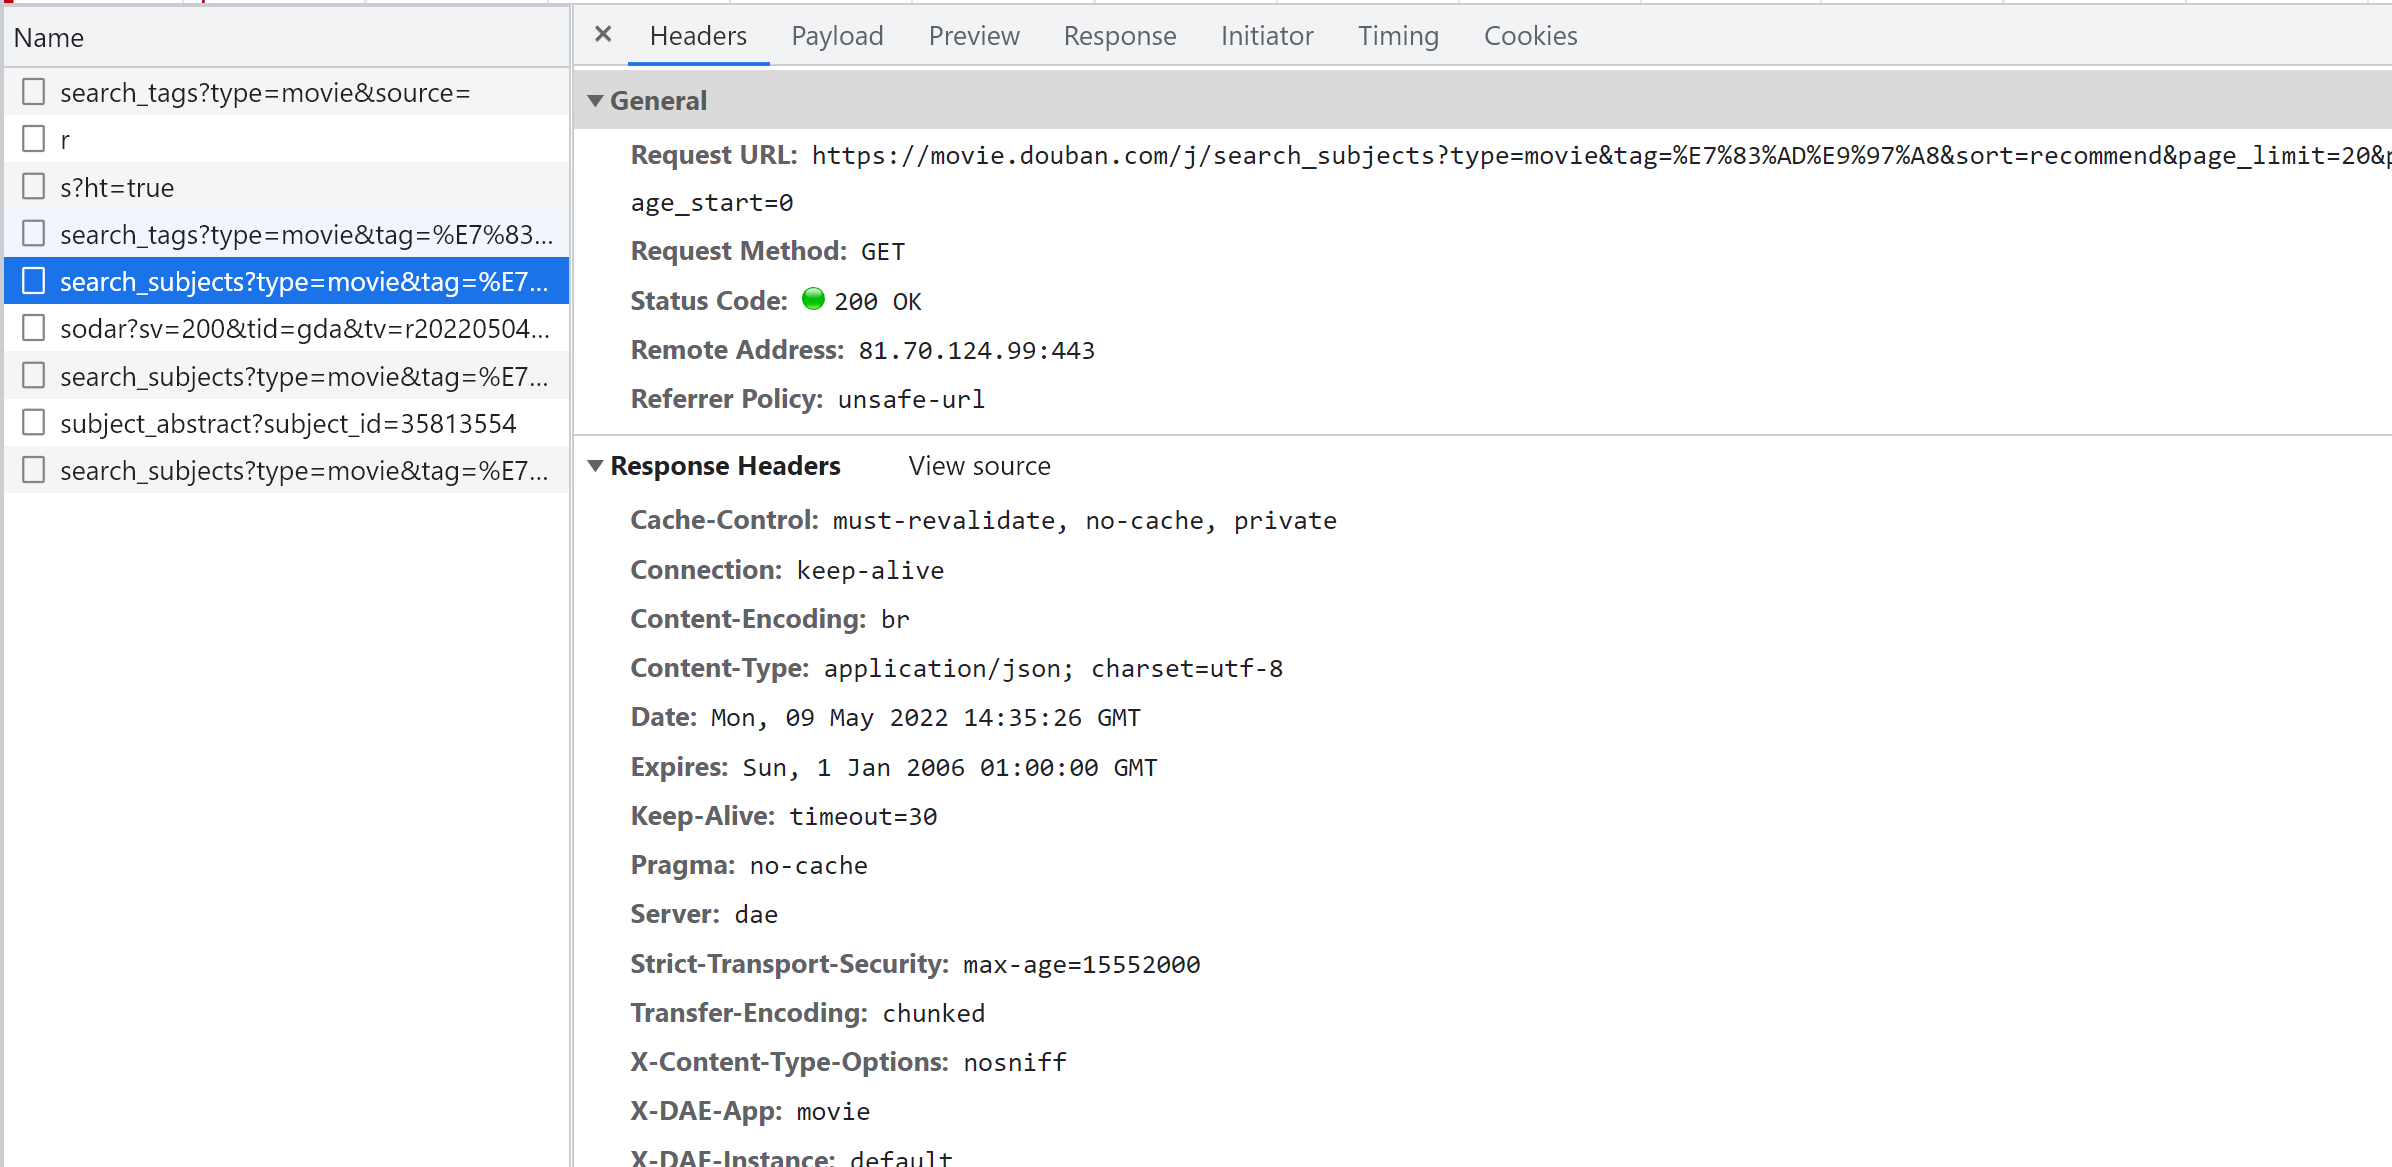 Name
search_tags?type=movie&source=
r
s?ht=true
search_tags?type=movie&tag=%E7%83...
search_subjects?type=movie&tag=%E7...
sodar?sv=200&tid=gda&tv=r20220504...
search_subjects?type=movie&tag=%E7...
subject_abstract?subject_id=35813554
search_subjects?type=movie&tag=%E7...
× Headers Payload Preview Response Initiator Timing Cookies
General
Request URL: https://movie.douban.com/j/search_subjects?type=movie&tag=%E7%83%AD%E9%97%A8&sort=recommend&page_limit=20&p
age_start=0
Request Method: GET
Status Code: 200 OK
Remote Address: 81.70.124.99:443
Referrer Policy: unsafe-url
Response Headers View source
Cache-Control: must-revalidate, no-cache, private
Connection: keep-alive
Content-Encoding: br
Content-Type: application/json; charset=utf-8
Date: Mon, 09 May 2022 14:35:26 GMT
Expires: Sun, 1 Jan 2006 01:00:00 GMT
Keep-Alive: timeout=30
Pragma: no-cache
Server: dae
Strict-Transport-Security: max-age=15552000
Transfer-Encoding: chunked
X-Content-Type-Options: nosniff
X-DAE-App: movie
X-DAE-Instance: default